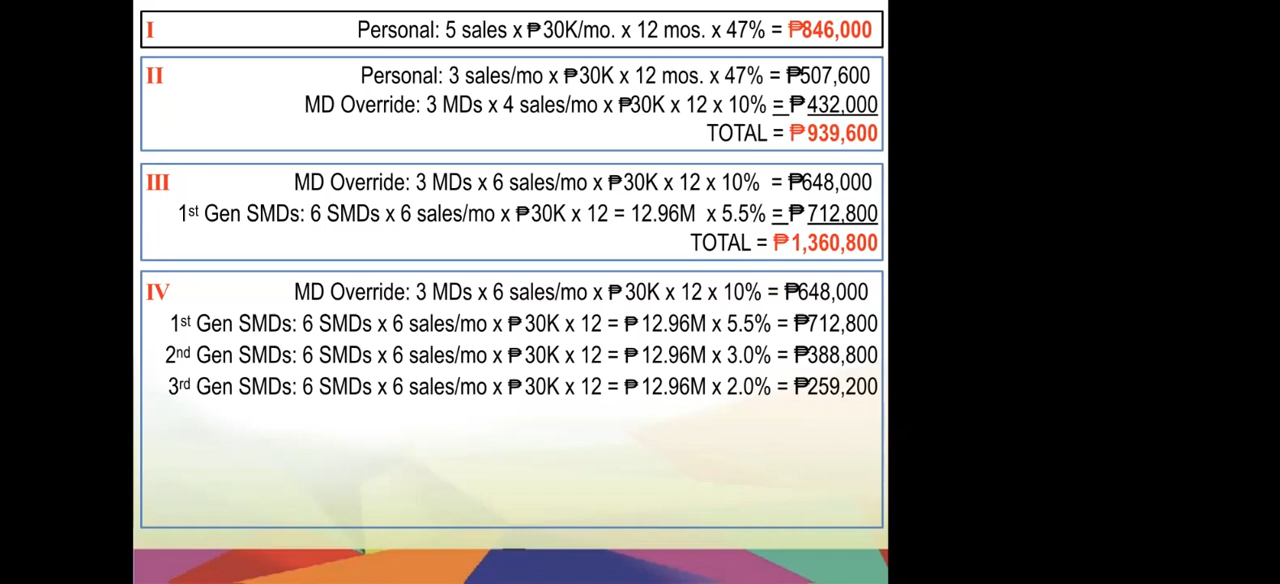 I Personal: 5 sales x ₱30K/mo. x 12 mos. x 47% = ₱846,000
II Personal: 3 sales/mo x ₱30K x 12 mos. x 47% = ₱507,600
MD Override: 3 MDs x 4 sales/mo x ₱30K x 12 x 10% = ₱432,000
TOTAL = ₱939,600
III MD Override: 3 MDs x 6 sales/mo x ₱30K x 12 x 10% = ₱648,000
1st Gen SMDs: 6 SMDs x 6 sales/mo x ₱30K x 12 = 12.96M x 5.5% = ₱712,800
TOTAL = ₱1,360,800
IV MD Override: 3 MDs x 6 sales/mo x ₱30K x 12 x 10% = ₱648,000
1st Gen SMDs: 6 SMDs x 6 sales/mo x ₱30K x 12 = ₱12.96M x 5.5% = ₱712,800
2nd Gen SMDs: 6 SMDs x 6 sales/mo x ₱30K x 12 = ₱12.96M x 3.0% = ₱388,800
3rd Gen SMDs: 6 SMDs x 6 sales/mo x ₱30K x 12 = ₱12.96M x 2.0% = ₱259,200